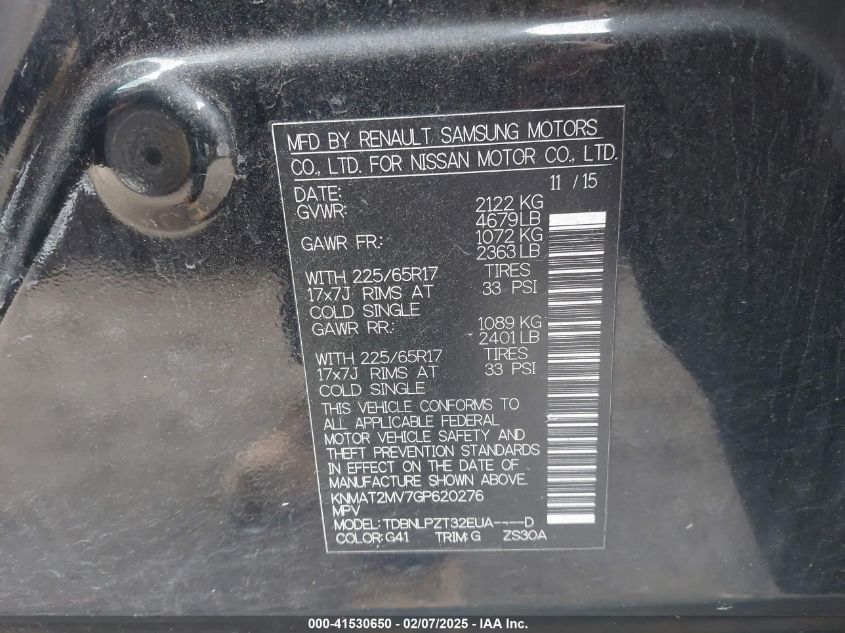 MFD BY RENAULT SAMSUNG MOTORS
CO., LTD. FOR NISSAN MOTOR CO., LTD.
DATE: 11 / 15
GVWR: 2122 KG
4679LB
GAWR FR.: 1072 KG
2363LB
WITH 225/65R17 TIRES
17x7J RIMS AT 33 PSI
COLD SINGLE
GAWR RR.: 1089 KG
2401LB
WITH 225/65R17 TIRES
17x7J RIMS AT 33 PSI
COLD SINGLE
THIS VEHICLE CONFORMS TO
ALL APPLICABLE FEDERAL
MOTOR VEHICLE SAFETY AND
THEFT PREVENTION STANDARDS
IN EFFECT ON THE DATE OF
MANUFACTURE SHOWN ABOVE.
KNMAT2MV7GP620276
MPV
MODEL: TDBNLPZT32EUA----D
COLOR:G41 TRIM:G ZS30A
000-41530650 - 02/07/2025 - IAA Inc.